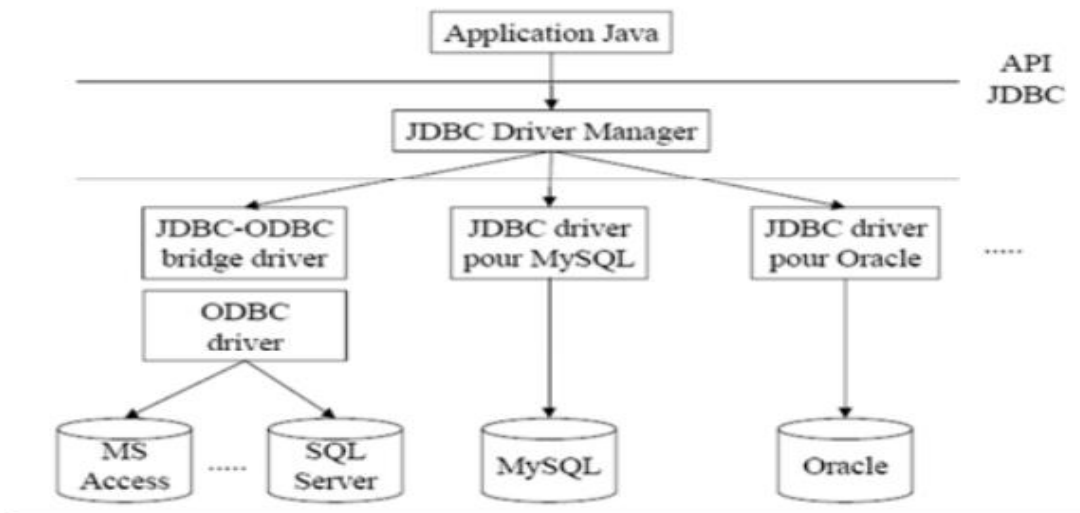 Application Java
API
JDBC
JDBC Driver Manager
JDBC-ODBC
bridge driver
JDBC driver
pour MySQL
JDBC driver
pour Oracle
.....
ODBC
driver
MS
Access
.....
SQL
Server
MySQL
Oracle